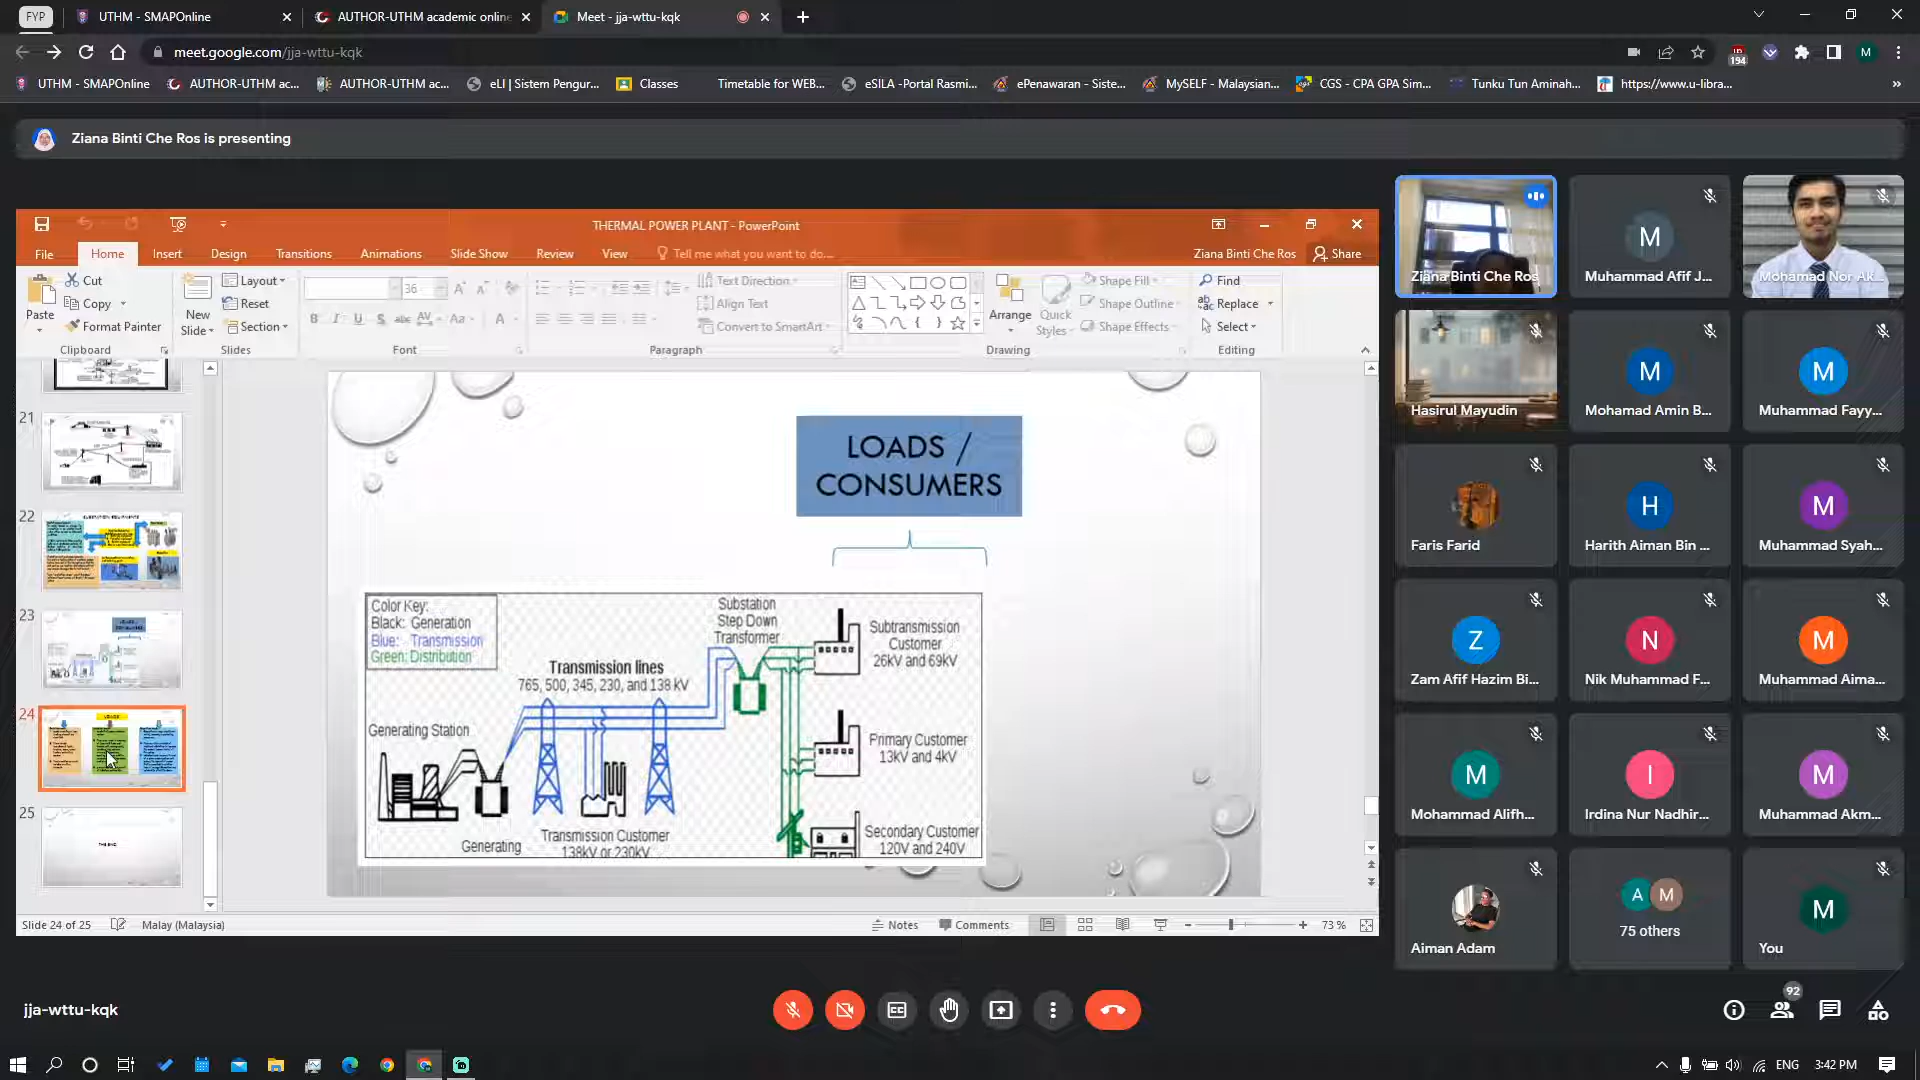 FYP
UTHM - SMAPOnline
AUTHOR-UTHM academic online
Meet - jja-wttu-kqk
meet.google.com/jja-wttu-kqk
194
M
UTHM - SMAPOnline
AUTHOR-UTHM ac...
AUTHOR-UTHM ac...
eLI | Sistem Pengur...
Classes
Timetable for WEB...
eSILA -Portal Rasmi...
ePenawaran - Siste...
MySELF - Malaysian...
CGS - CPA GPA Sim...
Tunku Tun Aminah...
https://www.u-libra...
Ziana Binti Che Ros is presenting
THERMAL POWER PLANT - PowerPoint
File
Home
Insert
Design
Transitions
Animations
Slide Show
Review
View
Tell me what you want to do...
Ziana Binti Che Ros
Share
Paste
Cut
Copy
Format Painter
Clipboard
New
Slide
Layout
Reset
Section
Slides
36
Font
Text Direction
Align Text
Convert to SmartArt
Paragraph
Arrange
Quick
Styles
Shape Fill
Shape Outline
Shape Effects
Drawing
Find
Replace
Select
Editing
21
22
23
24
25
THE END
LOADS /
CONSUMERS
Color Key:
Black: Generation
Blue: Transmission
Green: Distribution
Transmission lines
765, 500, 345, 230, and 138 kV
Substation
Step Down
Transformer
Subtransmission
Customer
26kV and 69kV
Generating Station
Primary Customer
13kV and 4kV
Generating
Transmission Customer
138kV or 230kV
Secondary Customer
120V and 240V
Slide 24 of 25
Malay (Malaysia)
Notes
Comments
73 %
Ziana Binti Che Ros
M
Muhammad Afif J...
Mohamad Nor Ak...
Hasirul Mayudin
M
Mohamad Amin B...
M
Muhammad Fayy...
Faris Farid
H
Harith Aiman Bin ...
M
Muhammad Syah...
Z
Zam Afif Hazim Bi...
N
Nik Muhammad F...
M
Muhammad Aima...
M
Mohammad Alifh...
I
Irdina Nur Nadhir...
M
Muhammad Akm...
Aiman Adam
A
M
75 others
M
You
jja-wttu-kqk
92
ENG
3:42 PM